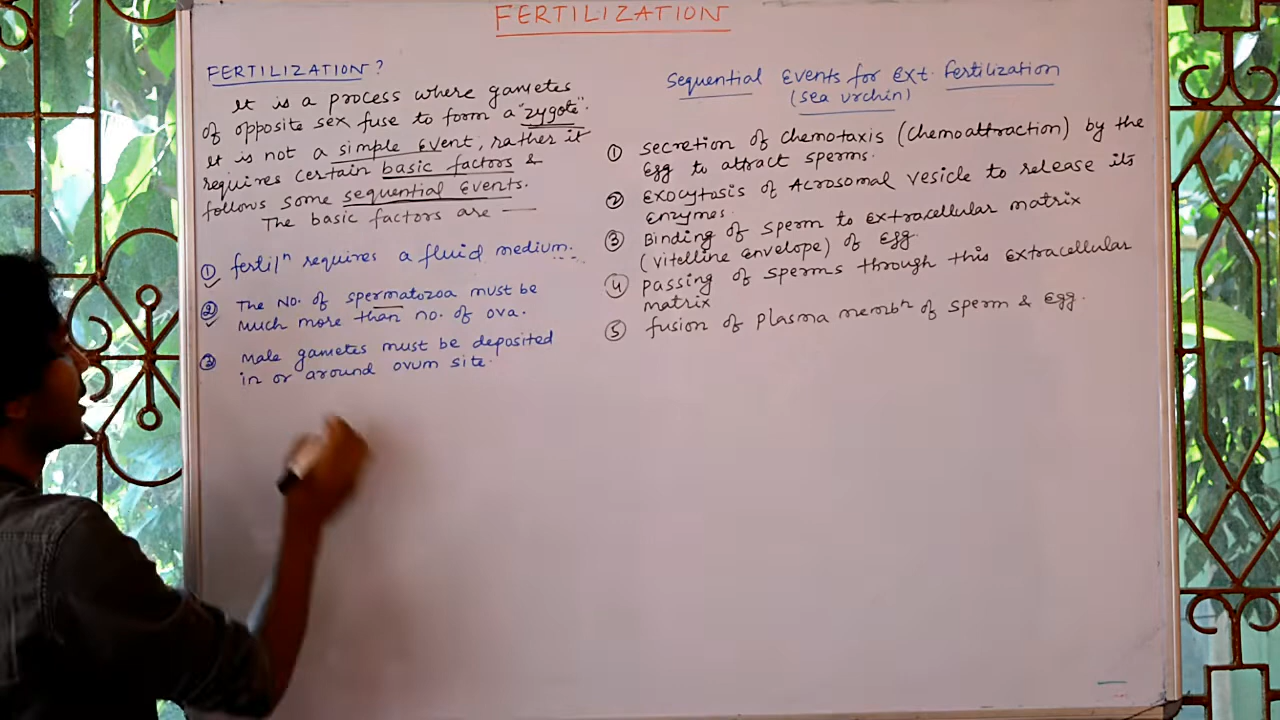 FERTILIZATION
FERTILIZATION?
It is a process where gametes
of opposite sex fuse to form a "zygote".
It is not a simple event, rather it
requires certain basic factors &
follows some sequential events.
The basic factors are —
① fertilⁿ requires a fluid medium.
② The No. of spermatozoa must be
much more than no. of ova.
③ Male gametes must be deposited
in or around ovum site.
Sequential Events for Ext. fertilization
(sea urchin)
① secretion of chemotaxis (chemoattraction) by the
Egg to attract sperms.
② Exocytosis of Acrosomal vesicle to release its
Enzymes.
③ Binding of sperm to Extracellular matrix
(vitelline envelope) of Egg.
④ passing of sperms through this Extracellular
matrix
⑤ fusion of Plasma membⁿ of sperm & Egg.